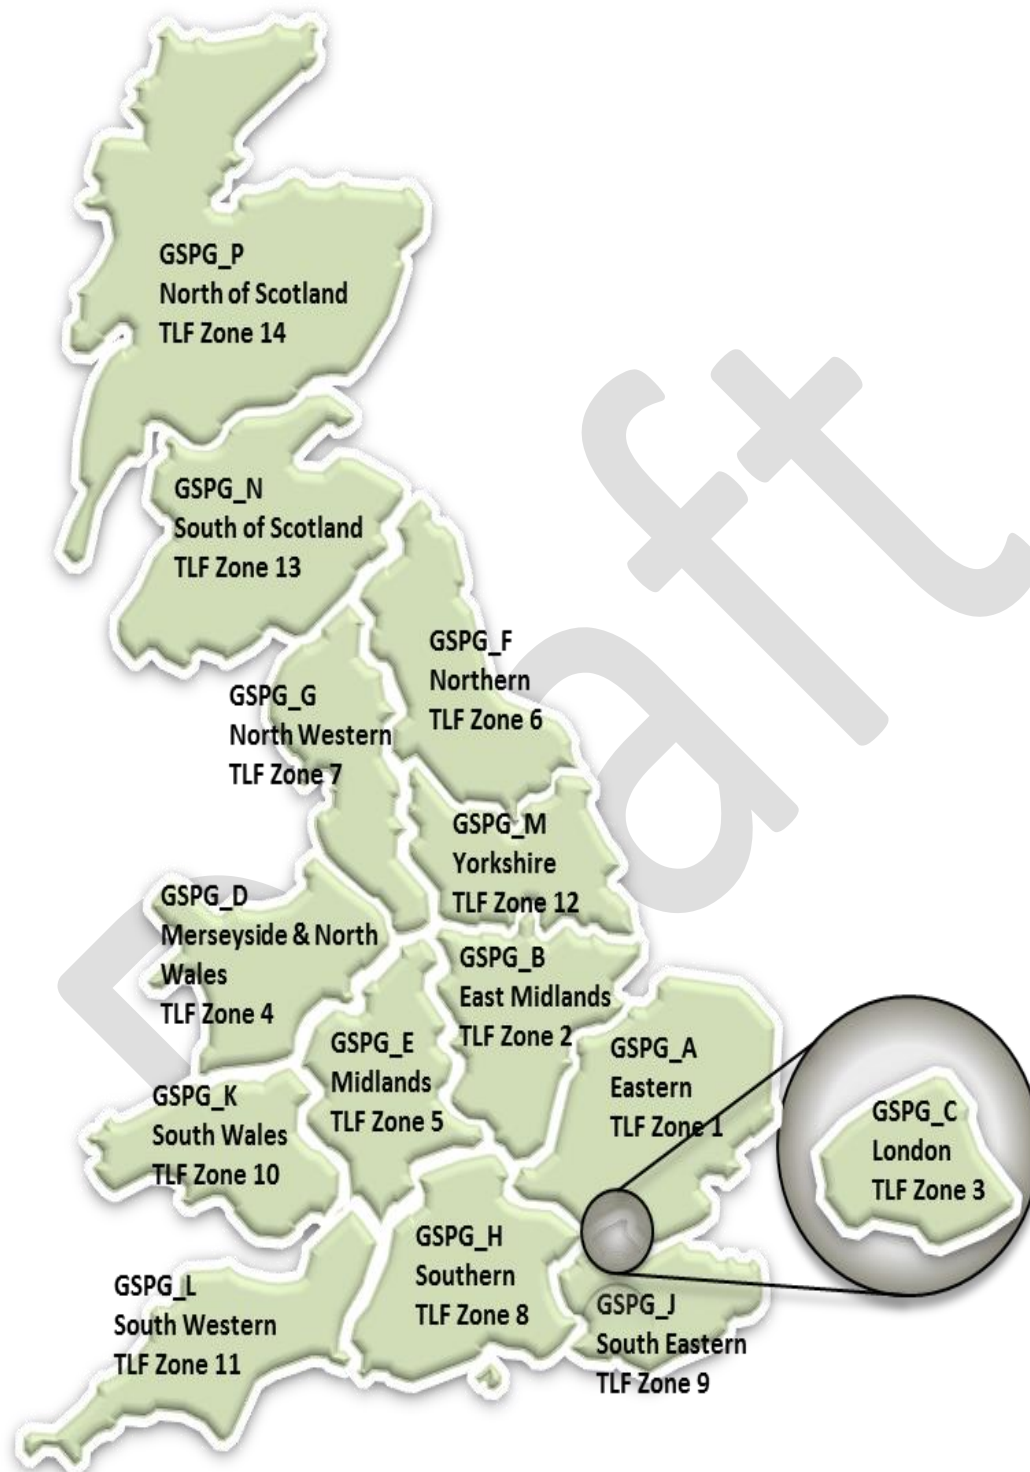 GSPG_P
North of Scotland
TLF Zone 14
GSPG_N
South of Scotland
TLF Zone 13
GSPG_F
Northern
TLF Zone 6
GSPG_G
North Western
TLF Zone 7
GSPG_M
Yorkshire
TLF Zone 12
GSPG_D
Merseyside & North
Wales
TLF Zone 4
GSPG_B
East Midlands
TLF Zone 2
GSPG_E
Midlands
TLF Zone 5
GSPG_A
Eastern
TLF Zone 1
GSPG_K
South Wales
TLF Zone 10
GSPG_C
London
TLF Zone 3
GSPG_H
Southern
TLF Zone 8
GSPG_L
South Western
TLF Zone 11
GSPG_J
South Eastern
TLF Zone 9
Draft